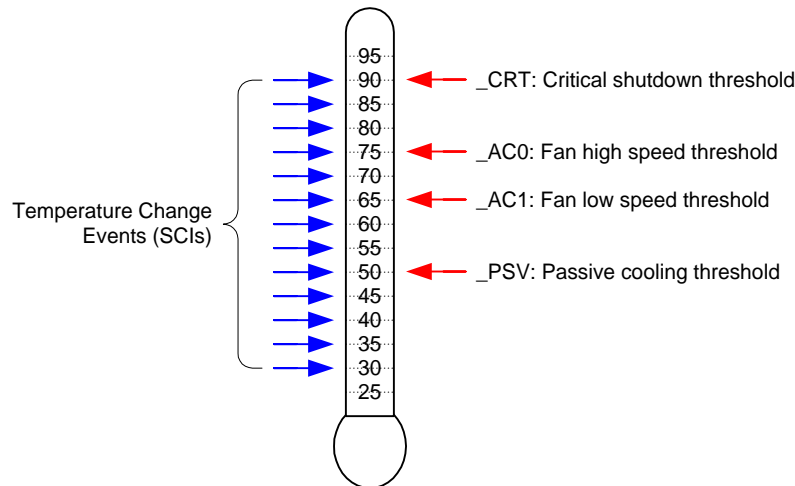 95
90
85
80
75
70
65
60
55
50
45
40
35
30
25
Temperature Change
Events (SCIs)
_CRT: Critical shutdown threshold
_AC0: Fan high speed threshold
_AC1: Fan low speed threshold
_PSV: Passive cooling threshold